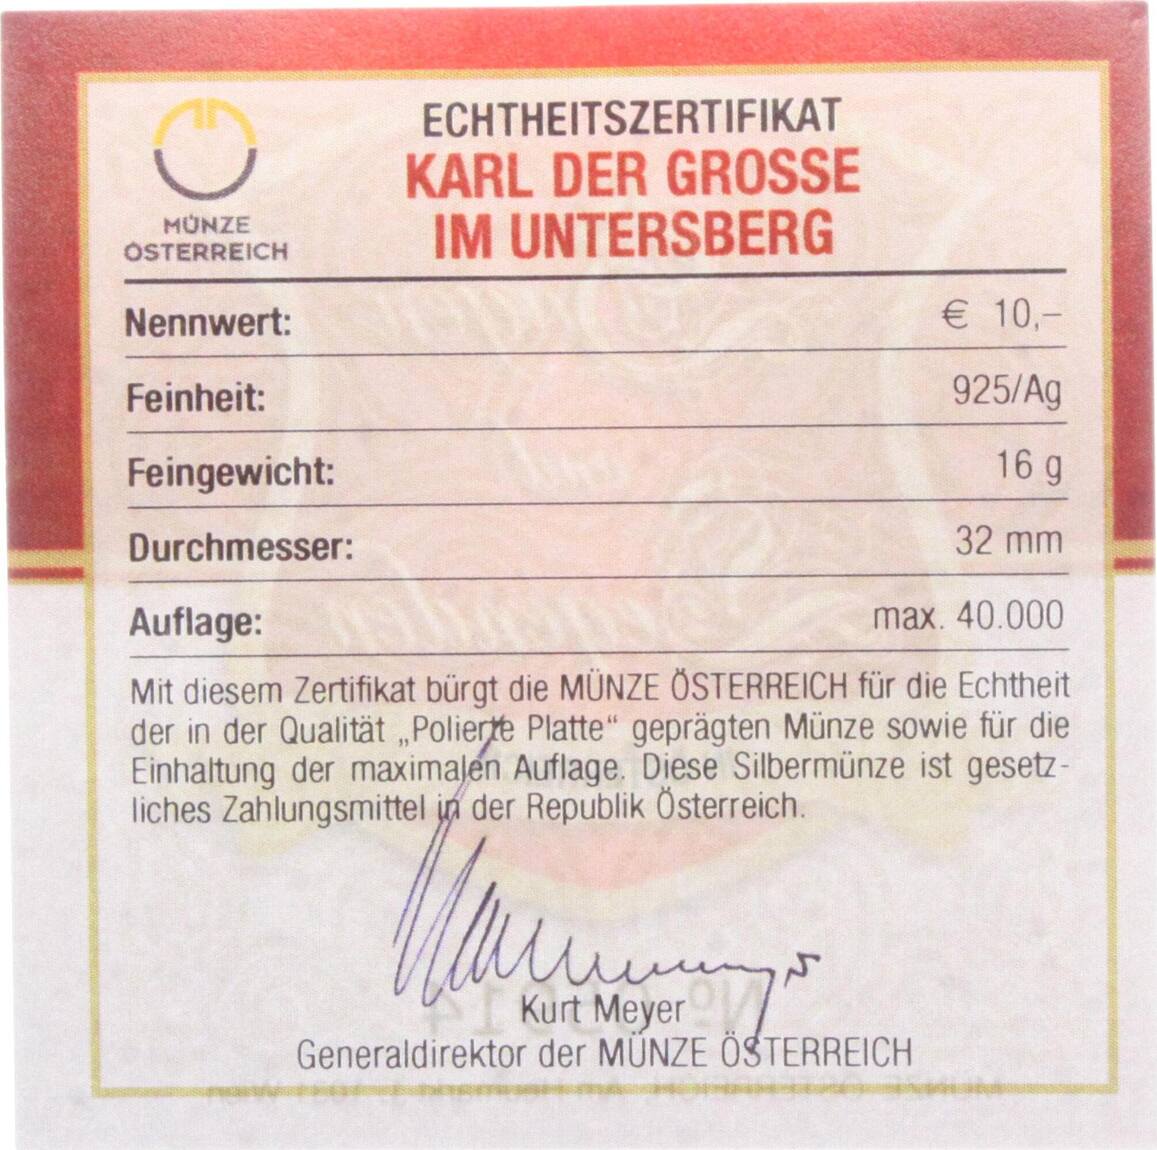 MÜNZE
ÖSTERREICH
ECHTHEITSZERTIFIKAT
KARL DER GROSSE
IM UNTERSBERG
Nennwert: € 10,–
Feinheit: 925/Ag
Feingewicht: 16 g
Durchmesser: 32 mm
Auflage: max. 40.000
Mit diesem Zertifikat bürgt die MÜNZE ÖSTERREICH für die Echtheit
der in der Qualität „Polierte Platte“ geprägten Münze sowie für die
Einhaltung der maximalen Auflage. Diese Silbermünze ist gesetz-
liches Zahlungsmittel in der Republik Österreich.
Kurt Meyer
Generaldirektor der MÜNZE ÖSTERREICH